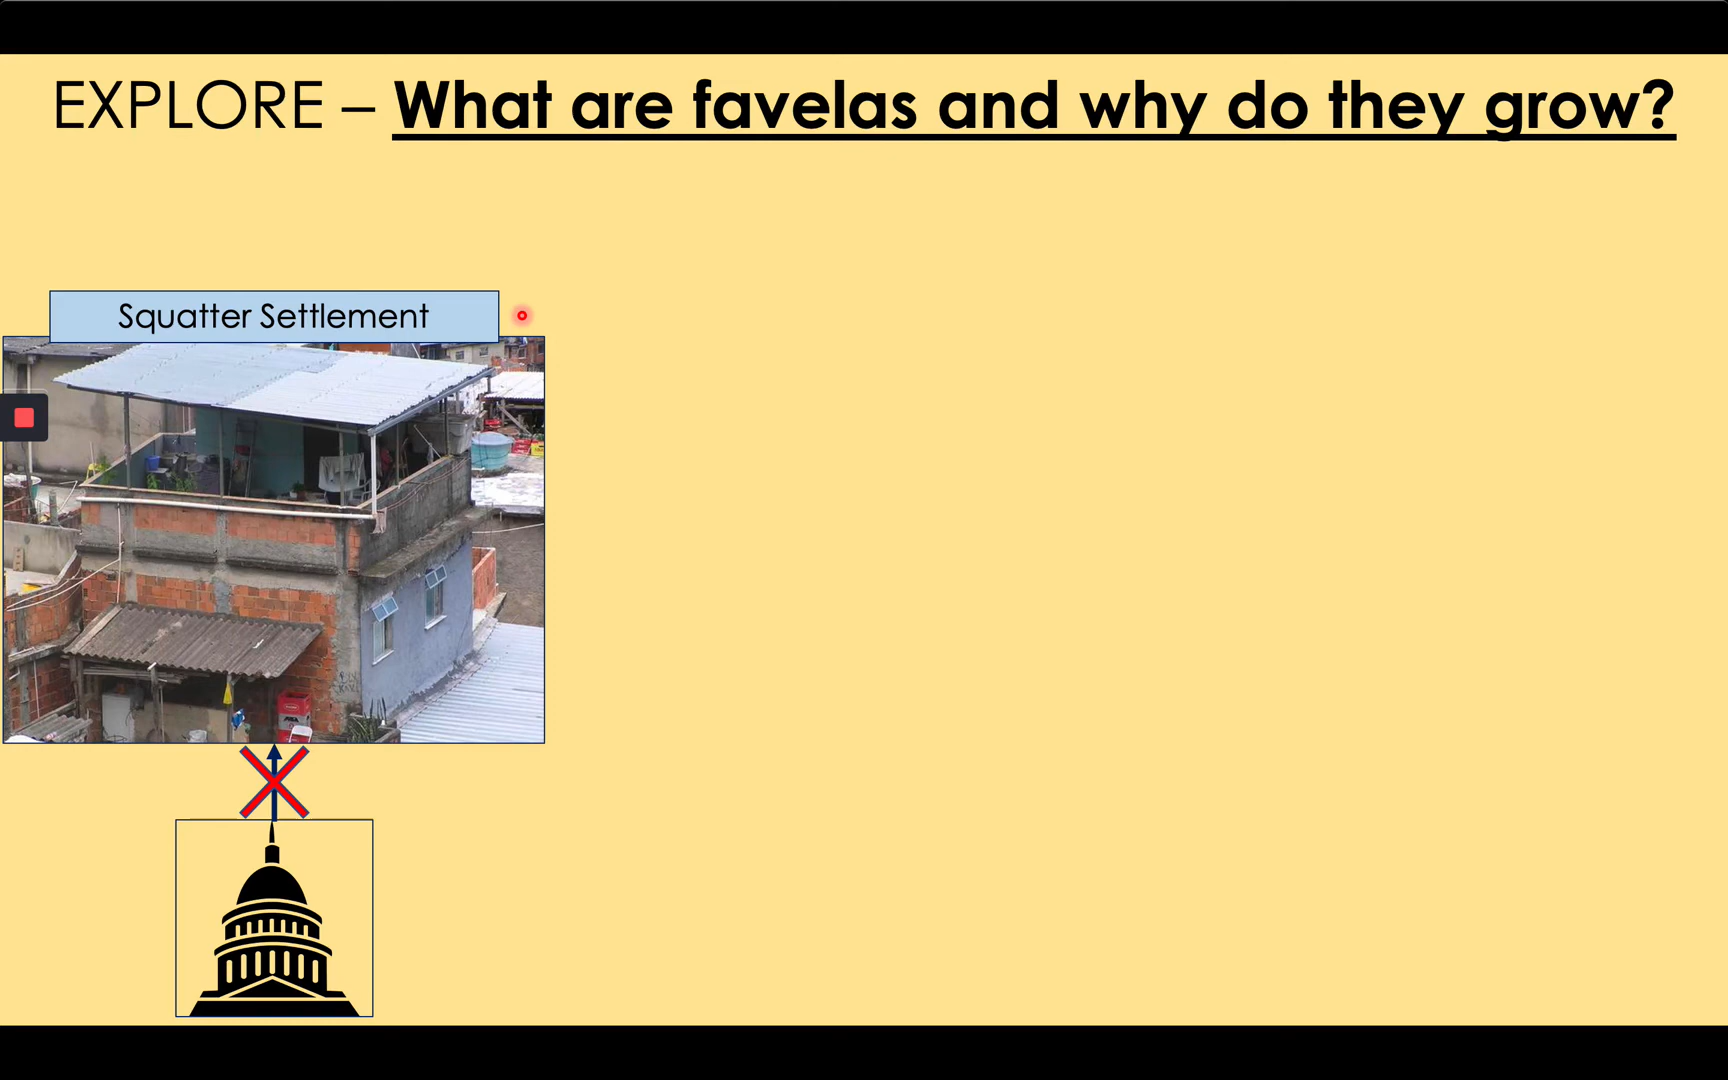 EXPLORE – What are favelas and why do they grow?
Squatter Settlement